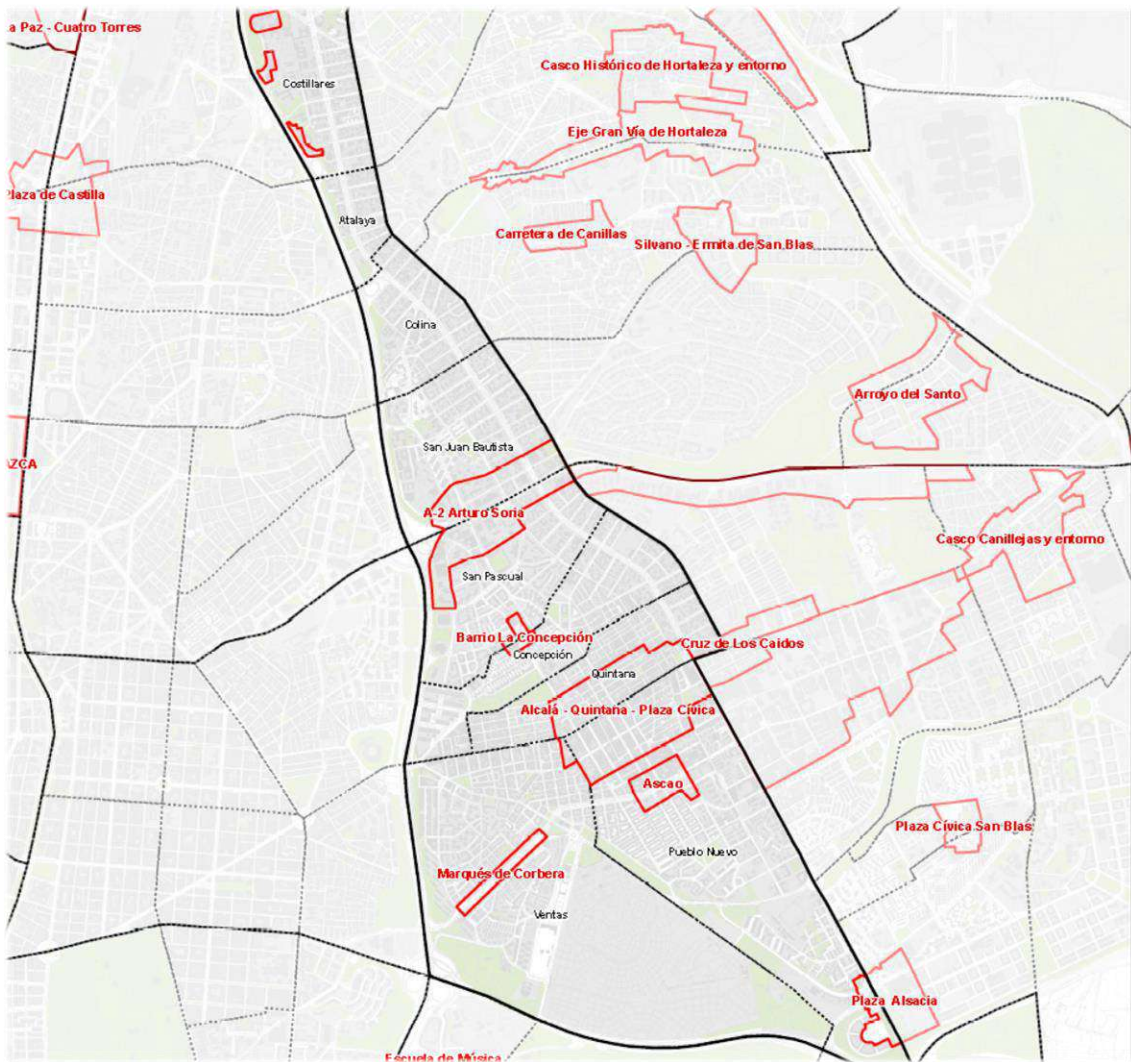 a Paz - Cuatro Torres
Costillares
Casco Histórico de Hortaleza y entorno
Eje Gran Vía de Hortaleza
Plaza de Castilla
Atalaya
Carretera de Canillas
Silvano - Ermita de San Blas
Colina
Arroyo del Santo
San Juan Bautista
AZCA
A-2 Arturo Soria
Casco Canillejas y entorno
San Pascual
Barrio La Concepción
Concepción
Cruz de Los Caidos
Quintana
Alcalá - Quintana - Plaza Cívica
Ascao
Plaza Cívica San Blas
Pueblo Nuevo
Marqués de Corbera
Ventas
Plaza Alsacia
Escuela de Música